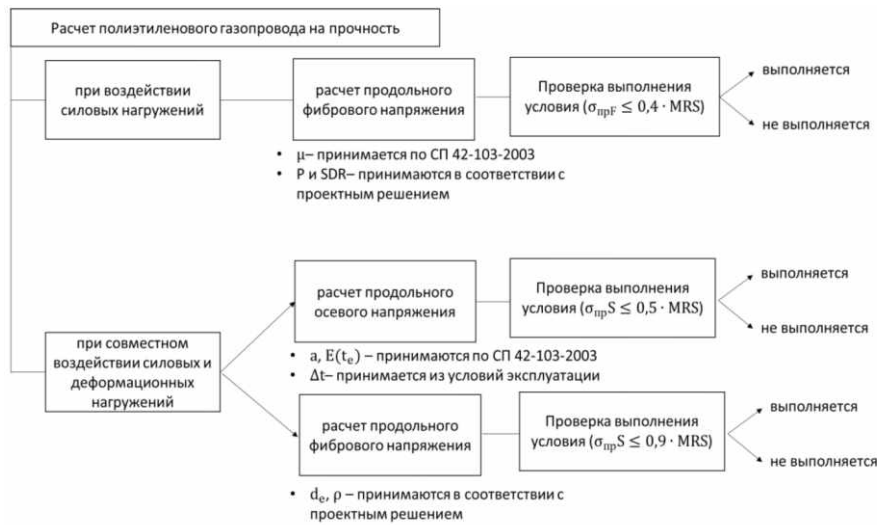 Расчет полиэтиленового газопровода на прочность
при воздействии
силовых нагружений
расчет продольного
фибрового напряжения
Проверка выполнения
условия (σпрF ≤ 0,4 · MRS)
выполняется
не выполняется
• μ– принимается по СП 42-103-2003
• P и SDR– принимаются в соответствии с
проектным решением
при совместном
воздействии силовых и
деформационных
нагружений
расчет продольного
осевого напряжения
Проверка выполнения
условия (σпрS ≤ 0,5 · MRS)
выполняется
не выполняется
• a, E(te) – принимаются по СП 42-103-2003
• Δt– принимается из условий эксплуатации
расчет продольного
фибрового напряжения
Проверка выполнения
условия (σпрS ≤ 0,9 · MRS)
выполняется
не выполняется
• de, ρ – принимаются в соответствии с
проектным решением